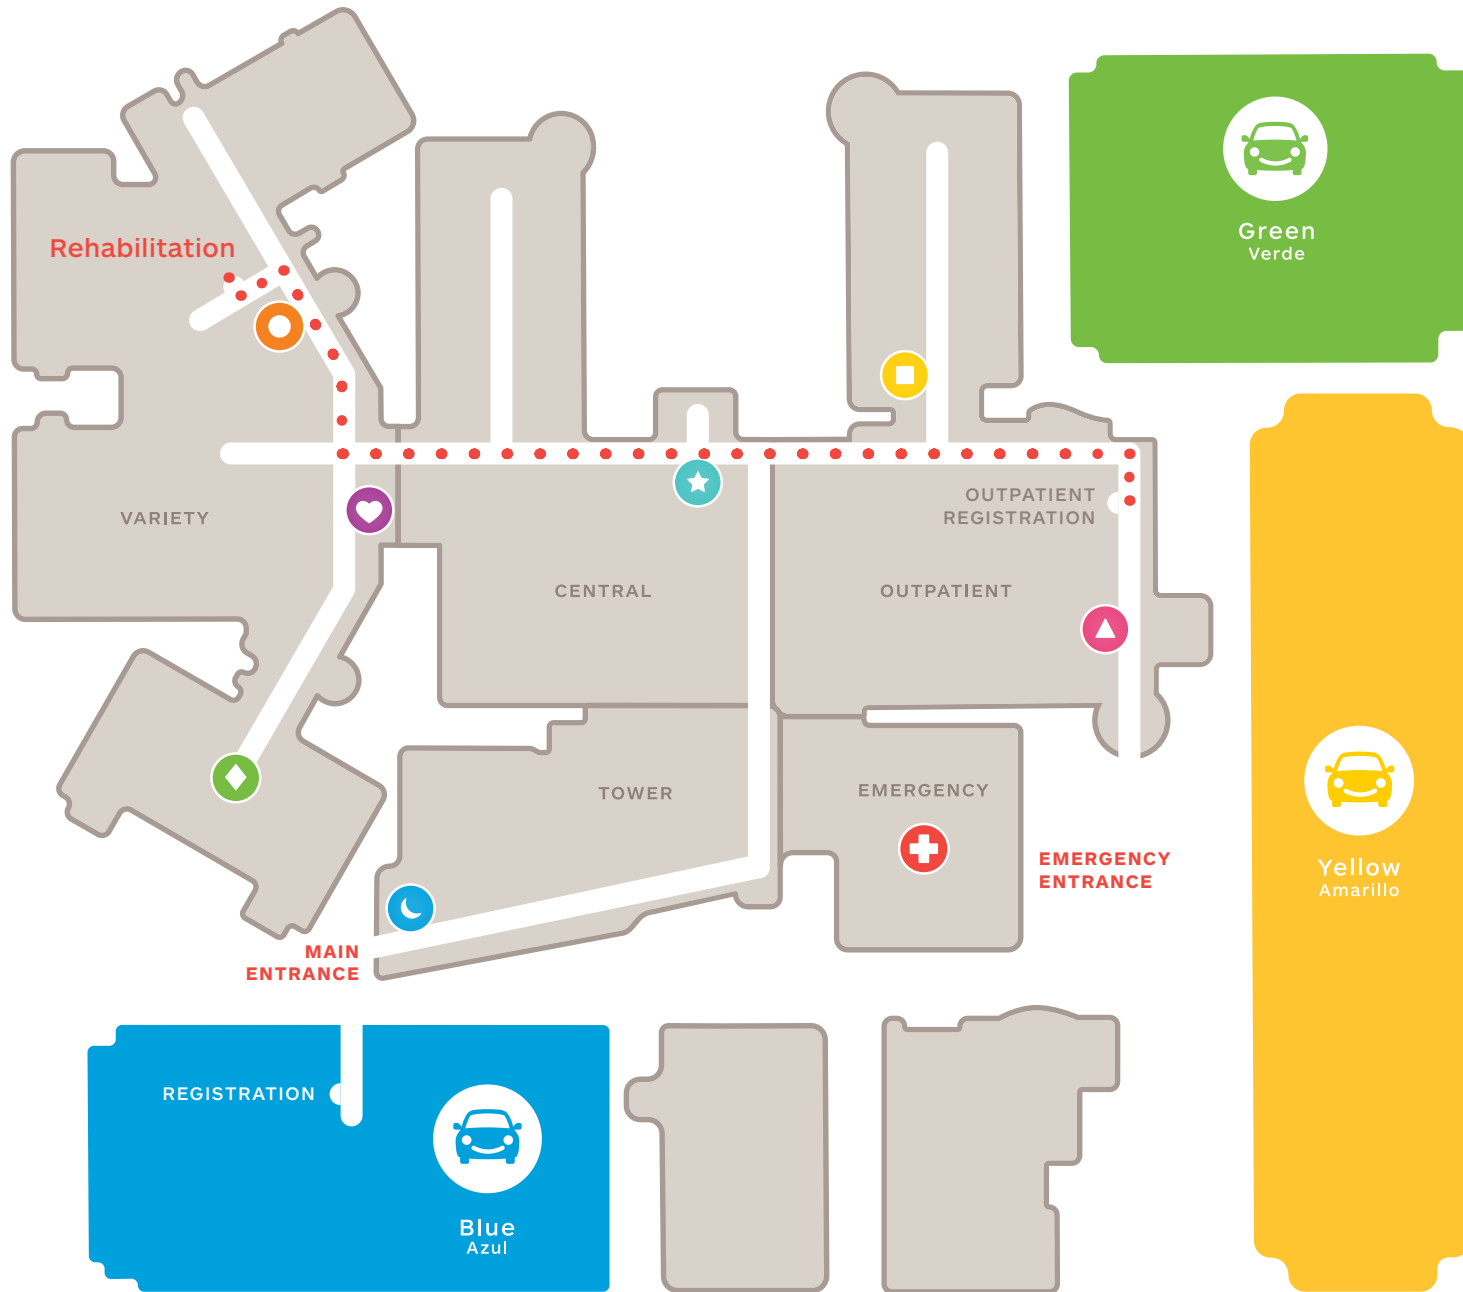 Green
Verde
Rehabilitation
OUTPATIENT
REGISTRATION
VARIETY
CENTRAL
OUTPATIENT
TOWER
EMERGENCY
EMERGENCY
ENTRANCE
Yellow
Amarillo
MAIN
ENTRANCE
REGISTRATION
Blue
Azul